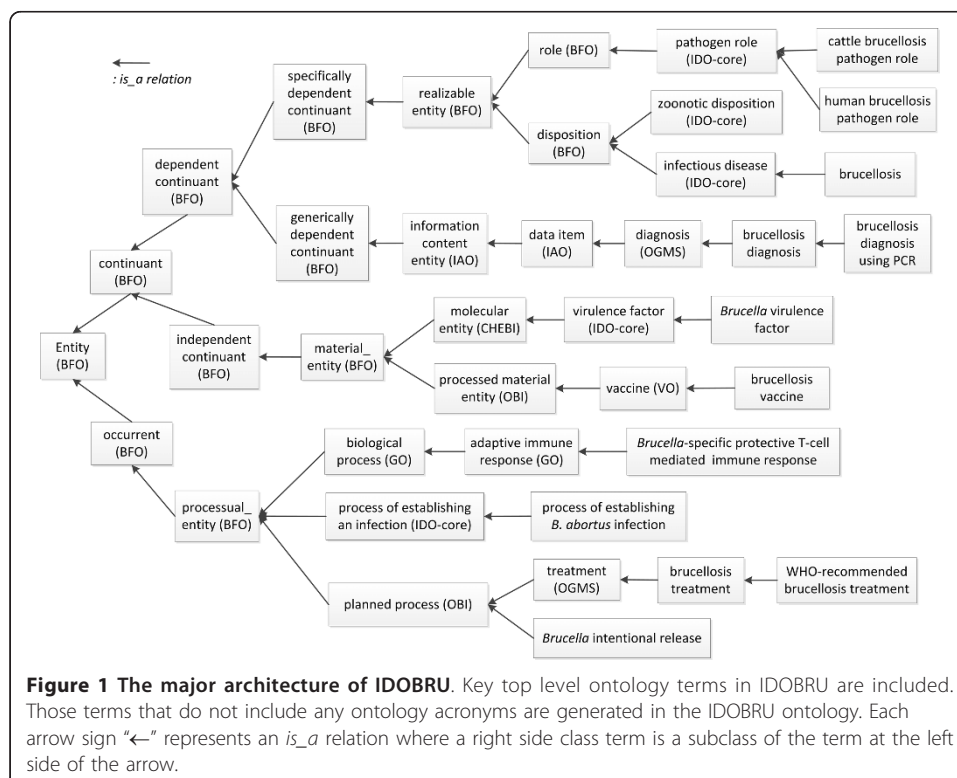 : is_a relation
role (BFO)
pathogen role
(IDO-core)
cattle brucellosis
pathogen role
human brucellosis
pathogen role
specifically
dependent
continuant
(BFO)
realizable
entity (BFO)
zoonotic disposition
(IDO-core)
disposition
(BFO)
infectious disease
(IDO-core)
brucellosis
dependent
continuant
(BFO)
generically
dependent
continuant
(BFO)
information
content
entity (IAO)
data item
(IAO)
diagnosis
(OGMS)
brucellosis
diagnosis
brucellosis
diagnosis
using PCR
continuant
(BFO)
Entity
(BFO)
independent
continuant
(BFO)
material_
entity (BFO)
molecular
entity (CHEBI)
virulence factor
(IDO-core)
Brucella virulence
factor
processed material
entity (OBI)
vaccine (VO)
brucellosis
vaccine
occurrent
(BFO)
processual_
entity (BFO)
biological
process (GO)
adaptive immune
response (GO)
Brucella-specific protective T-cell
mediated immune response
process of establishing
an infection (IDO-core)
process of establishing
B. abortus infection
planned process (OBI)
treatment
(OGMS)
brucellosis
treatment
WHO-recommended
brucellosis treatment
Brucella intentional release
Figure 1 The major architecture of IDOBRU. Key top level ontology terms in IDOBRU are included.
Those terms that do not include any ontology acronyms are generated in the IDOBRU ontology. Each
arrow sign "←" represents an is_a relation where a right side class term is a subclass of the term at the left
side of the arrow.